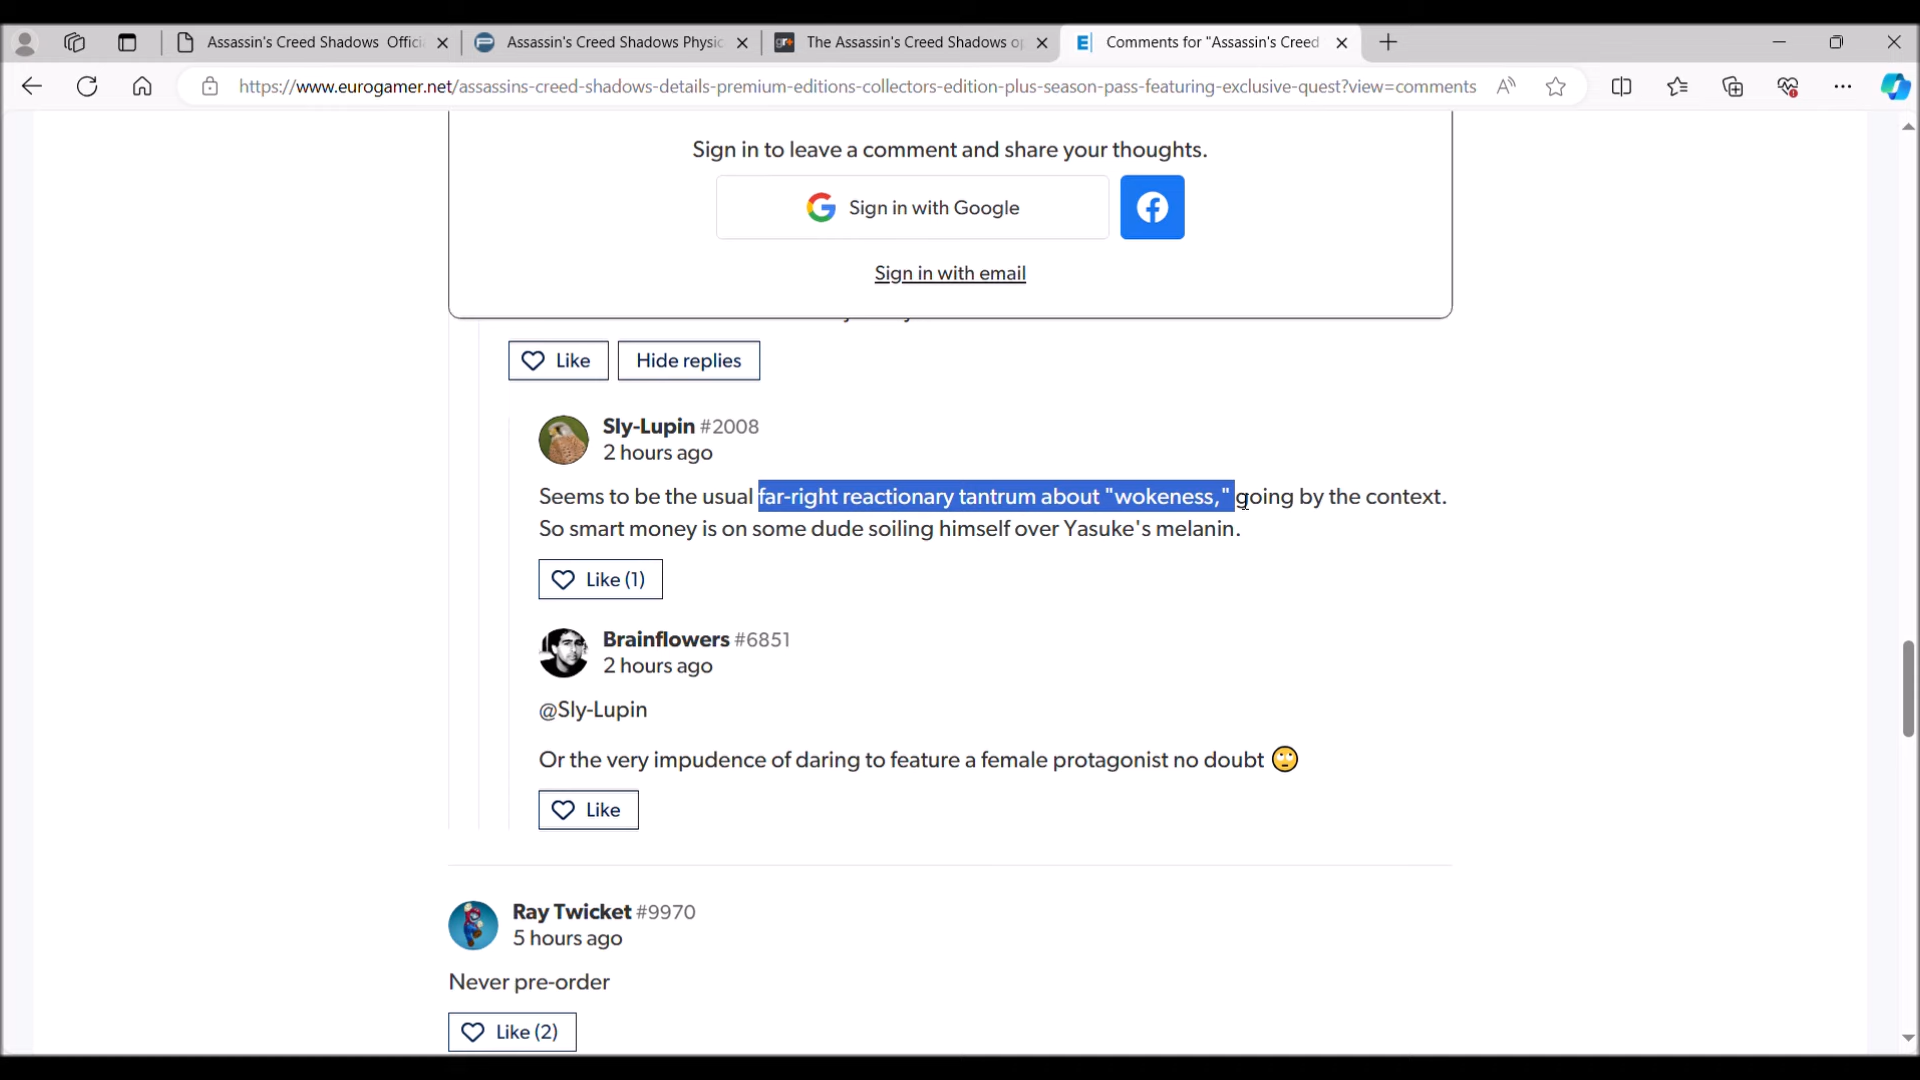 Assassin's Creed Shadows Offici
Assassin's Creed Shadows Physic
gr+
The Assassin's Creed Shadows op
E
Comments for "Assassin's Creed
https://www.eurogamer.net/assassins-creed-shadows-details-premium-editions-collectors-edition-plus-season-pass-featuring-exclusive-quest?view=comments
Sign in to leave a comment and share your thoughts.
Sign in with Google
Sign in with email
Like
Hide replies
Sly-Lupin #2008
2 hours ago
Seems to be the usual far-right reactionary tantrum about "wokeness," going by the context.
So smart money is on some dude soiling himself over Yasuke's melanin.
Like (1)
Brainflowers #6851
2 hours ago
@Sly-Lupin
Or the very impudence of daring to feature a female protagonist no doubt 🙄
Like
Ray Twicket #9970
5 hours ago
Never pre-order
Like (2)